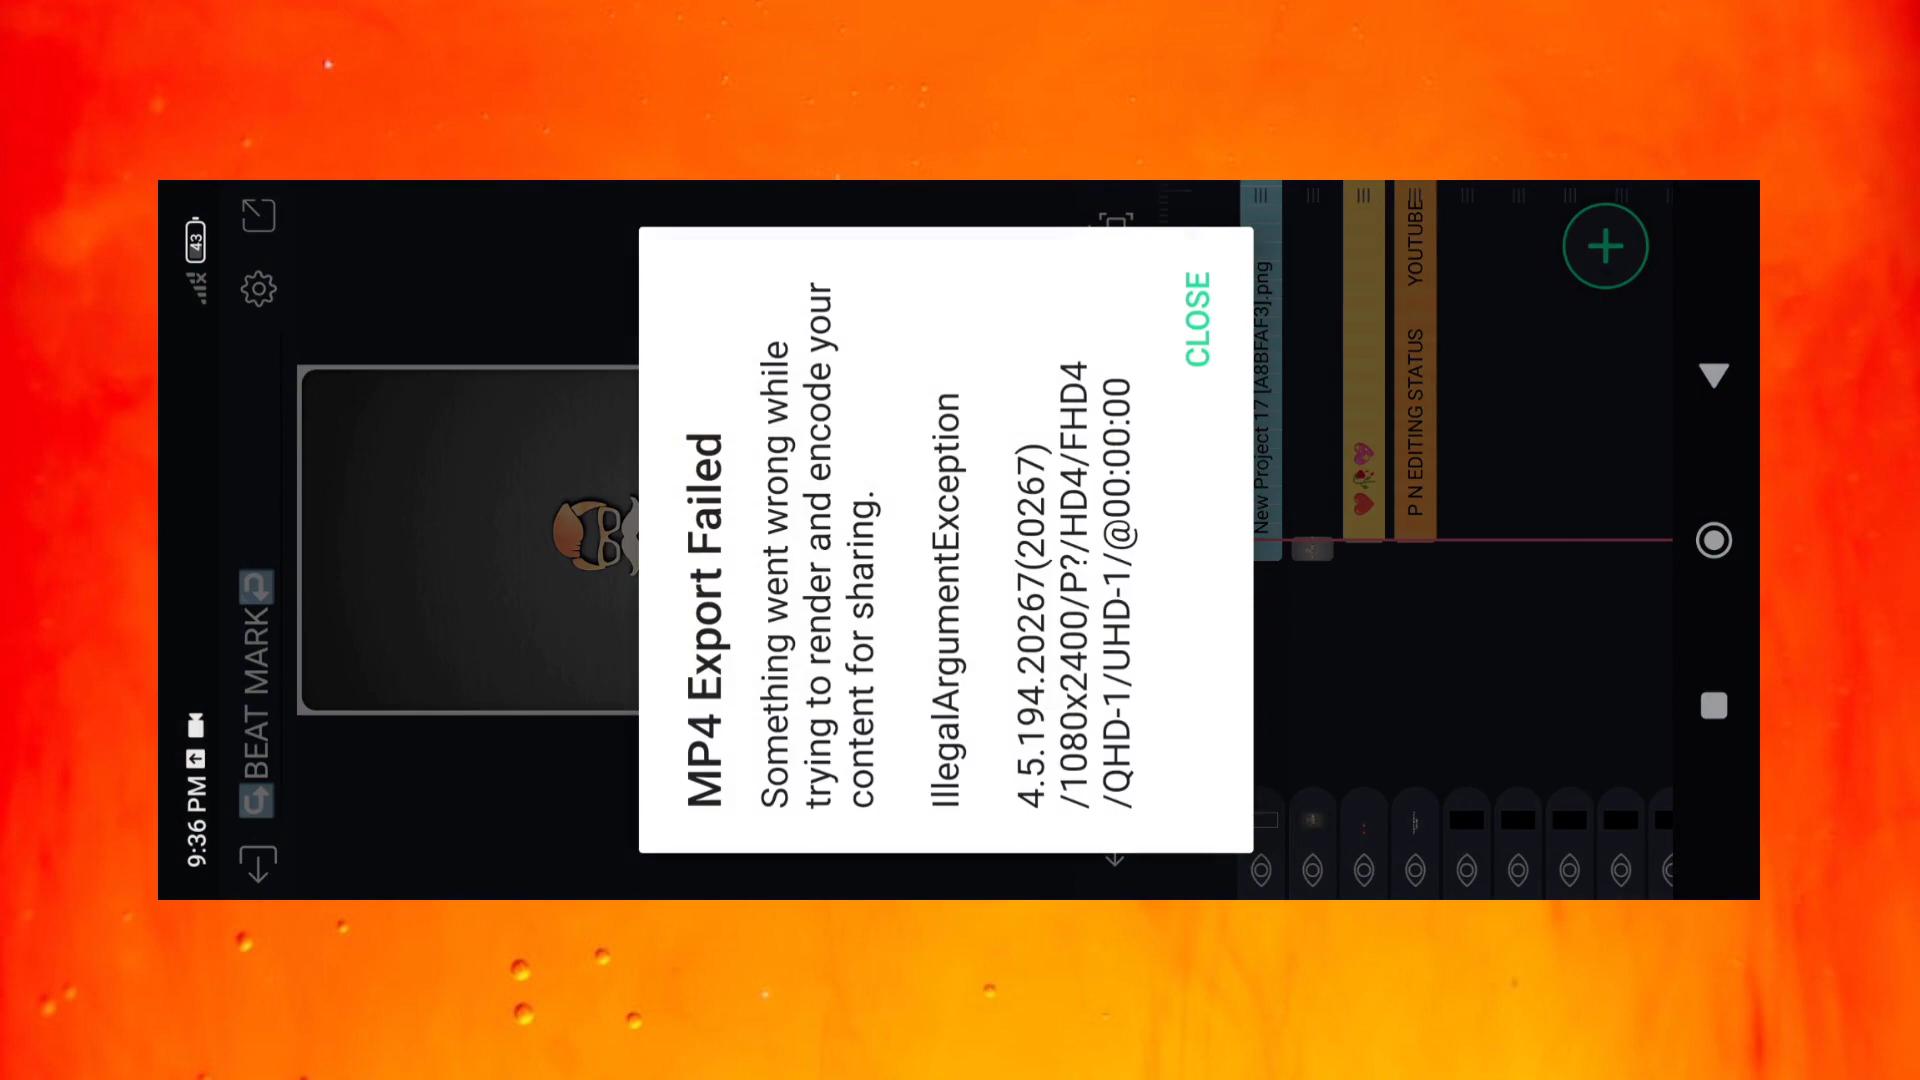 9:36 PM
43
BEAT MARK
MP4 Export Failed
Something went wrong while
trying to render and encode your
content for sharing.
IllegalArgumentException
4.5.194.20267(20267)
/1080x2400/P?/HD4/FHD4
/QHD-1/UHD-1/@00:00:00
CLOSE
New Project 17 [A8BFAF3].png
P N EDITING STATUS YOUTUBE